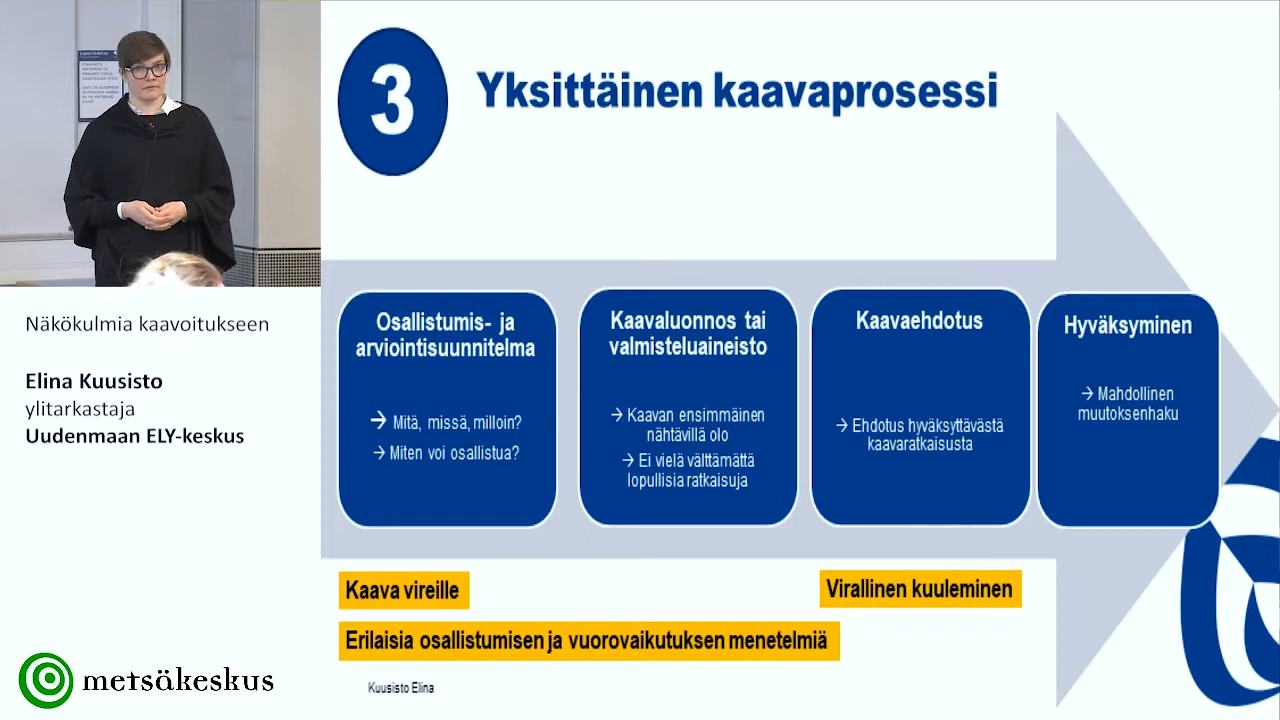 3
Yksittäinen kaavaprosessi
Osallistumis- ja
arviointisuunnitelma
→ Mitä, missä, milloin?
→ Miten voi osallistua?
Kaavaluonnos tai
valmisteluaineisto
→ Kaavan ensimmäinen
nähtävillä olo
→ Ei vielä välttämättä
lopullisia ratkaisuja
Kaavaehdotus
→ Ehdotus hyväksyttävästä
kaavaratkaisusta
Hyväksyminen
→ Mahdollinen
muutoksenhaku
Kaava vireille
Virallinen kuuleminen
Erilaisia osallistumisen ja vuorovaikutuksen menetelmiä
Kuusisto Elina
Näkökulmia kaavoitukseen
Elina Kuusisto
ylitarkastaja
Uudenmaan ELY-keskus
metsäkeskus